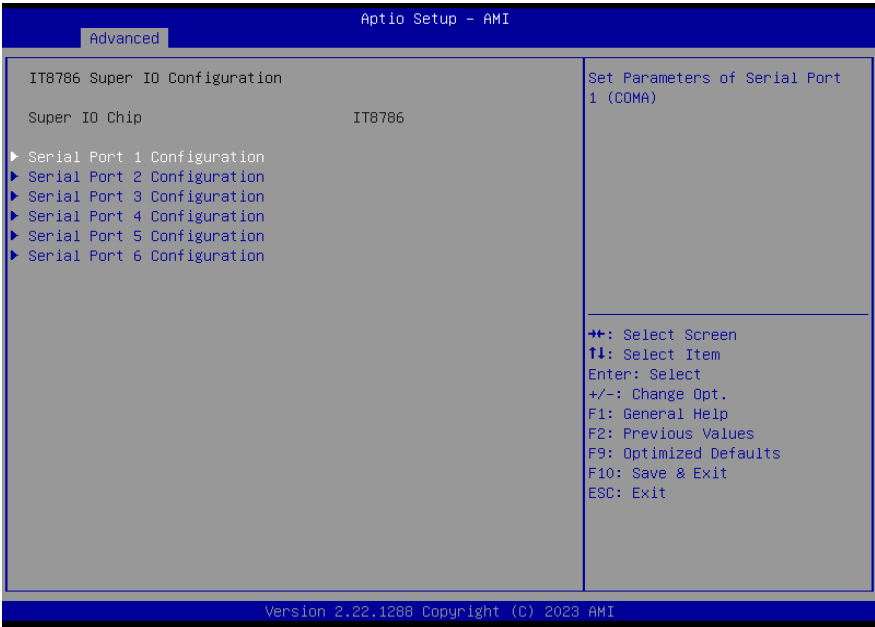 Aptio Setup – AMI
Advanced
IT8786 Super IO Configuration
Super IO Chip IT8786
▶ Serial Port 1 Configuration
▶ Serial Port 2 Configuration
▶ Serial Port 3 Configuration
▶ Serial Port 4 Configuration
▶ Serial Port 5 Configuration
▶ Serial Port 6 Configuration
Set Parameters of Serial Port
1 (COMA)
→←: Select Screen
↑↓: Select Item
Enter: Select
+/-: Change Opt.
F1: General Help
F2: Previous Values
F9: Optimized Defaults
F10: Save & Exit
ESC: Exit
Version 2.22.1288 Copyright (C) 2023 AMI